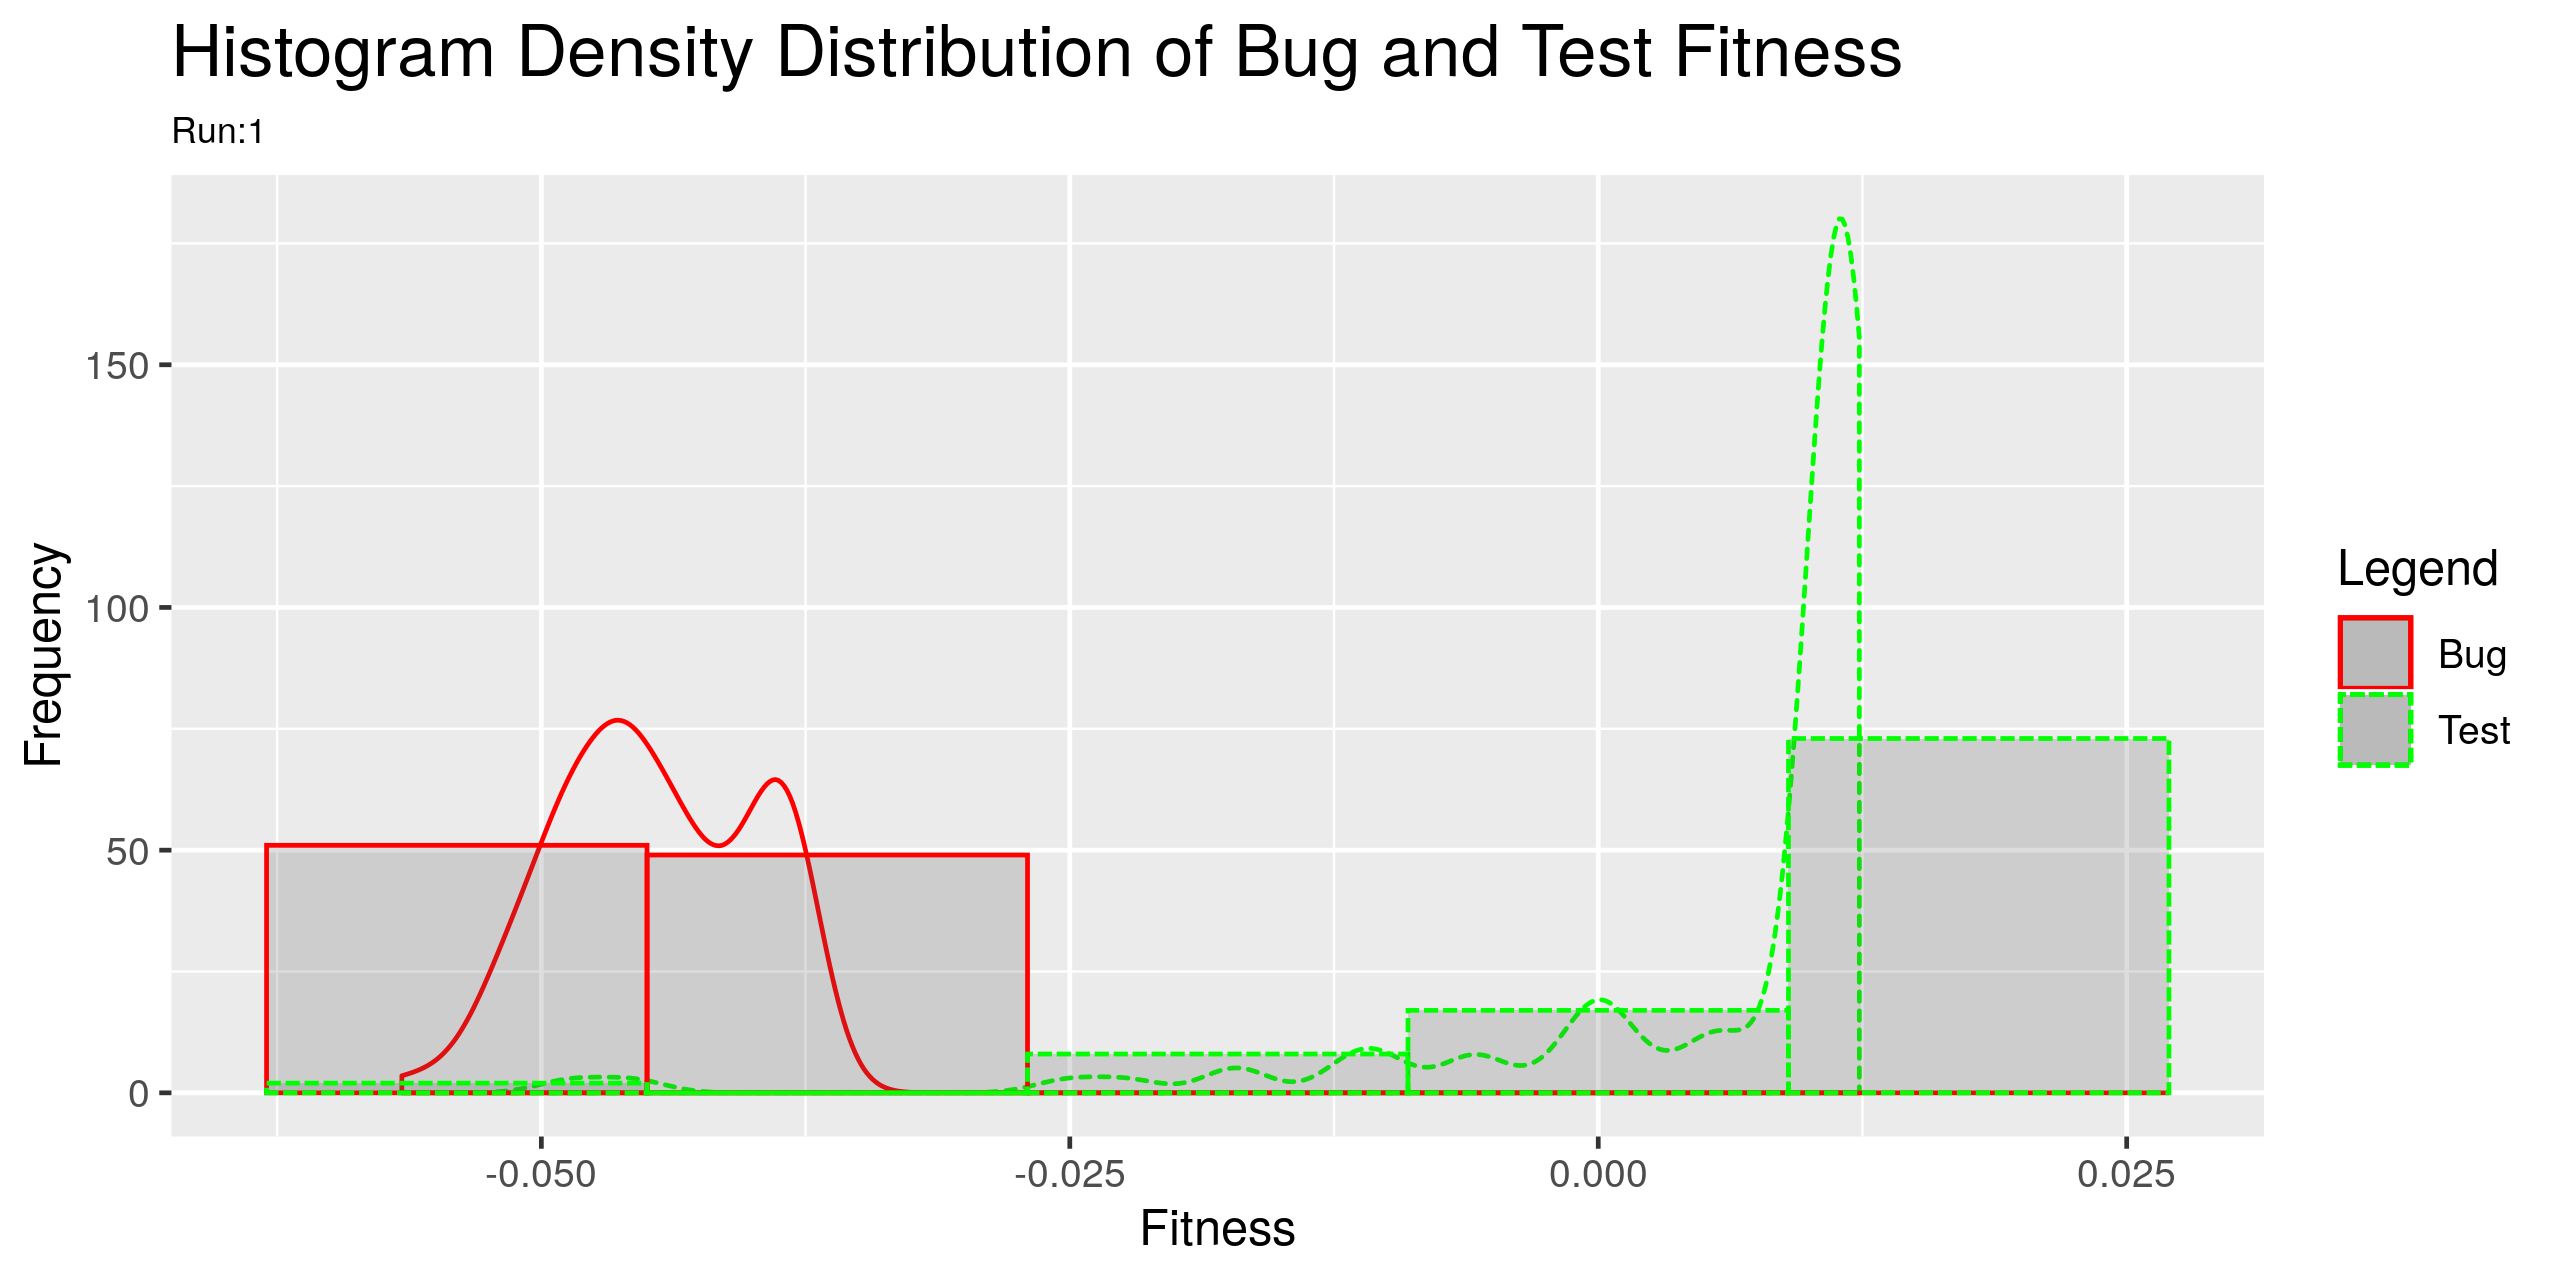 Histogram Density Distribution of Bug and Test Fitness
Run:1
Frequency
150
100
50
0
-0.050
-0.025
0.000
0.025
Fitness
Legend
Bug
Test